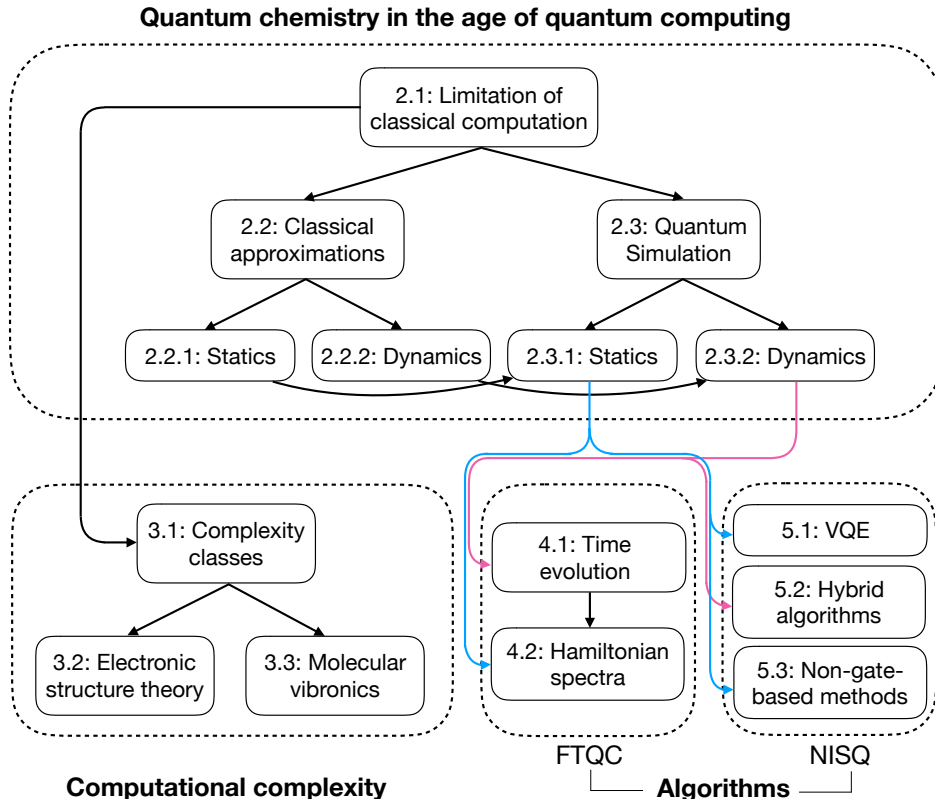 Quantum chemistry in the age of quantum computing
2.1: Limitation of
classical computation
2.2: Classical
approximations
2.3: Quantum
Simulation
2.2.1: Statics
2.2.2: Dynamics
2.3.1: Statics
2.3.2: Dynamics
3.1: Complexity
classes
3.2: Electronic
structure theory
3.3: Molecular
vibronics
4.1: Time
evolution
4.2: Hamiltonian
spectra
5.1: VQE
5.2: Hybrid
algorithms
5.3: Non-gate-
based methods
FTQC
NISQ
Computational complexity
Algorithms